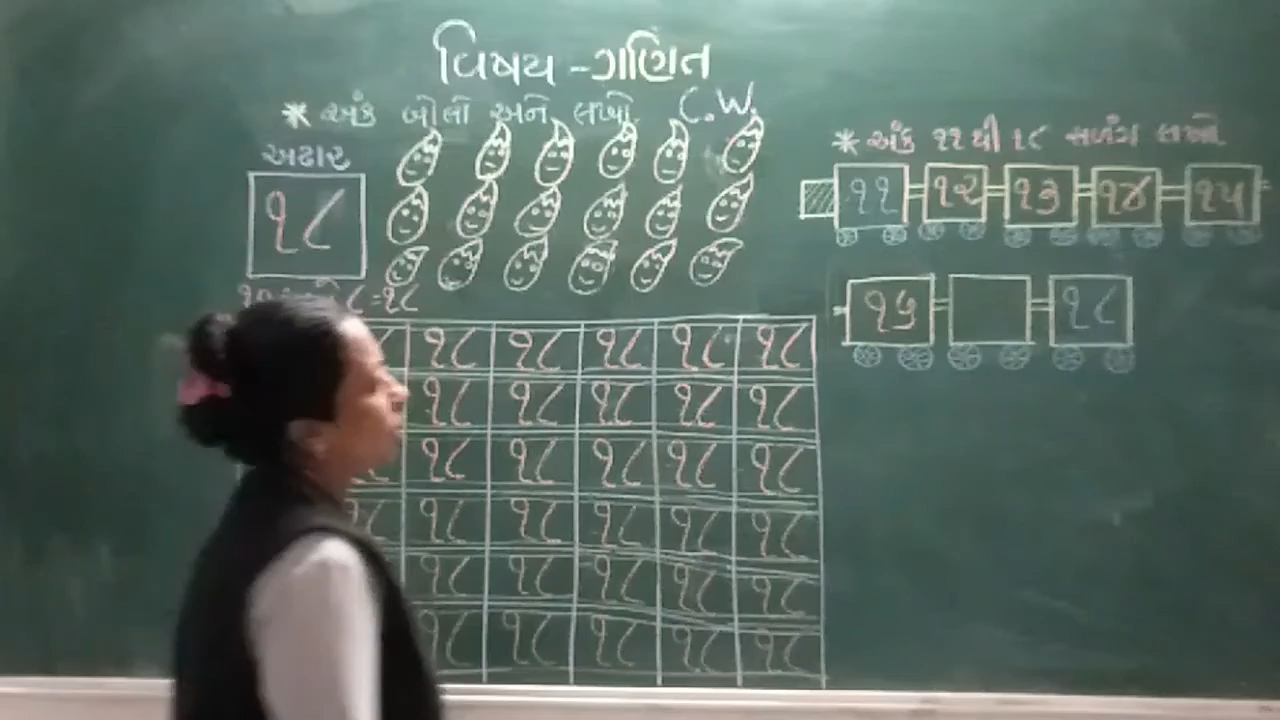 વિષય - ગણિત
* અંક બોલો અને લખો. C.W.
અઢાર
૧૮
= ૧૮
૧૮ ૧૮ ૧૮ ૧૮ ૧૮
૧૮ ૧૮ ૧૮ ૧૮ ૧૮
૧૮ ૧૮ ૧૮ ૧૮ ૧૮
૧૮ ૧૮ ૧૮ ૧૮ ૧૮
૧૮ ૧૮ ૧૮ ૧૮ ૧૮
૧૮ ૧૮ ૧૮ ૧૮ ૧૮
* અંક ૧૧ થી ૧૮ સળંગ લખો
૧૧ ૧૨ ૧૩ ૧૪ ૧૫
૧૬ ૧૮